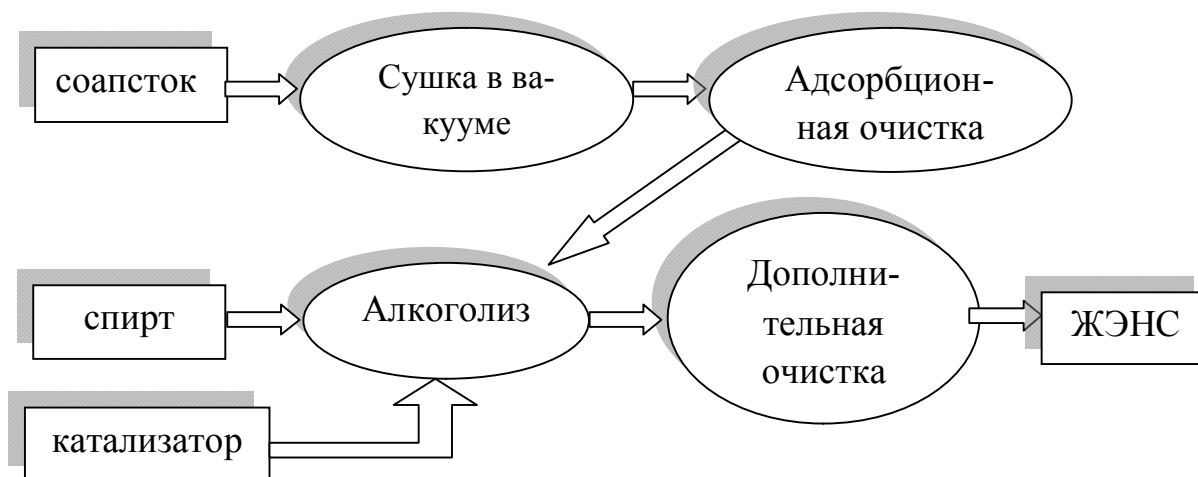 соапсток
Сушка в ва-
кууме
Адсорбцион-
ная очистка
спирт
Алкоголиз
Дополни-
тельная
очистка
ЖЭНС
катализатор